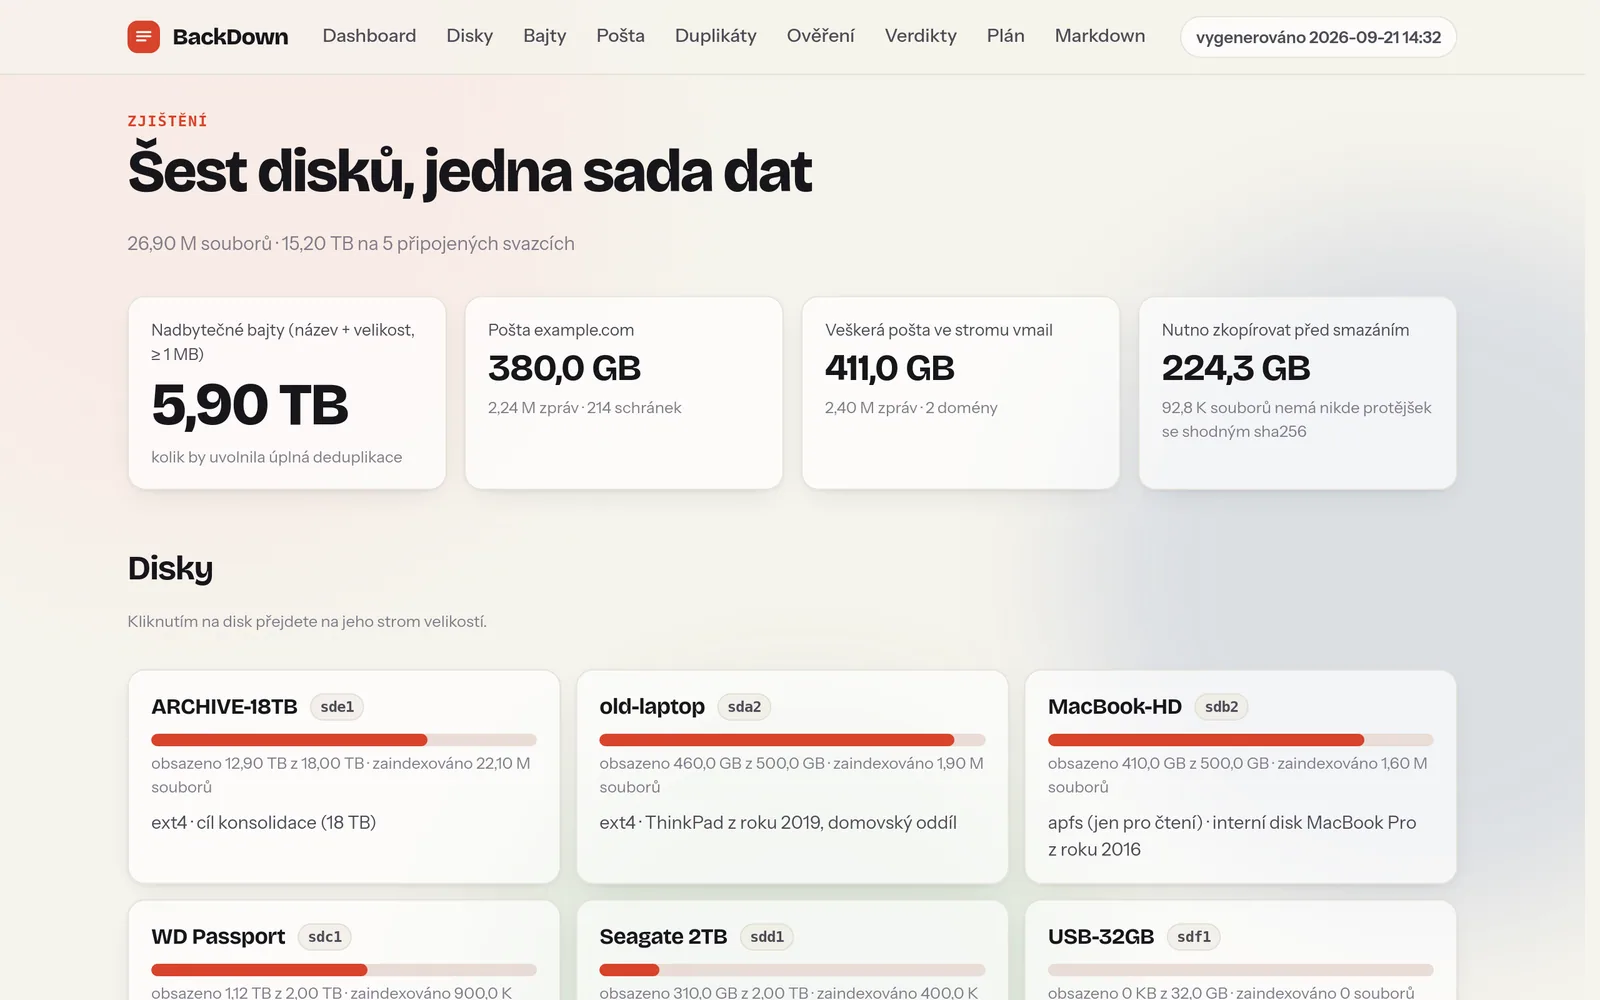 BackDown
Dashboard
Disky
Bajty
Pošta
Duplikáty
Ověření
Verdikty
Plán
Markdown
vygenerováno 2026-09-21 14:32
ZJIŠTĚNÍ
Šest disků, jedna sada dat
26,90 M souborů · 15,20 TB na 5 připojených svazcích
Nadbytečné bajty (název + velikost,
≥ 1 MB)
5,90 TB
kolik by uvolnila úplná deduplikace
Pošta example.com
380,0 GB
2,24 M zpráv · 214 schránek
Veškerá pošta ve stromu vmail
411,0 GB
2,40 M zpráv · 2 domény
Nutno zkopírovat před smazáním
224,3 GB
92,8 K souborů nemá nikde protějšek
se shodným sha256
Disky
Kliknutím na disk přejdete na jeho strom velikostí.
ARCHIVE-18TB sde1
obsazeno 12,90 TB z 18,00 TB · zaindexováno 22,10 M
souborů
ext4 · cíl konsolidace (18 TB)
old-laptop sda2
obsazeno 460,0 GB z 500,0 GB · zaindexováno 1,90 M
souborů
ext4 · ThinkPad z roku 2019, domovský oddíl
MacBook-HD sdb2
obsazeno 410,0 GB z 500,0 GB · zaindexováno 1,60 M
souborů
apfs (jen pro čtení) · interní disk MacBook Pro
z roku 2016
WD Passport sdc1
obsazeno 1,12 TB z 2,00 TB · zaindexováno 900,0 K
Seagate 2TB sdd1
obsazeno 310,0 GB z 2,00 TB · zaindexováno 400,0 K
USB-32GB sdf1
obsazeno 0 KB z 32,0 GB · zaindexováno 0 souborů